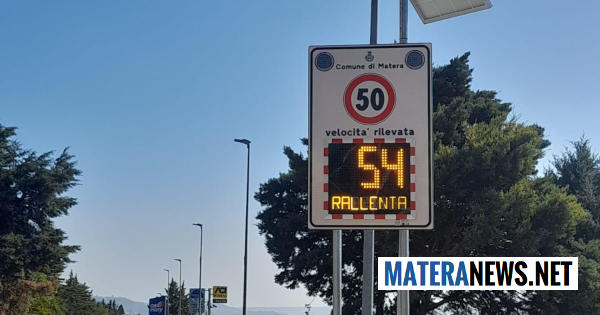 Comune di Matera
50
velocita' rilevata
54
RALLENTA
MATERANEWS.NET